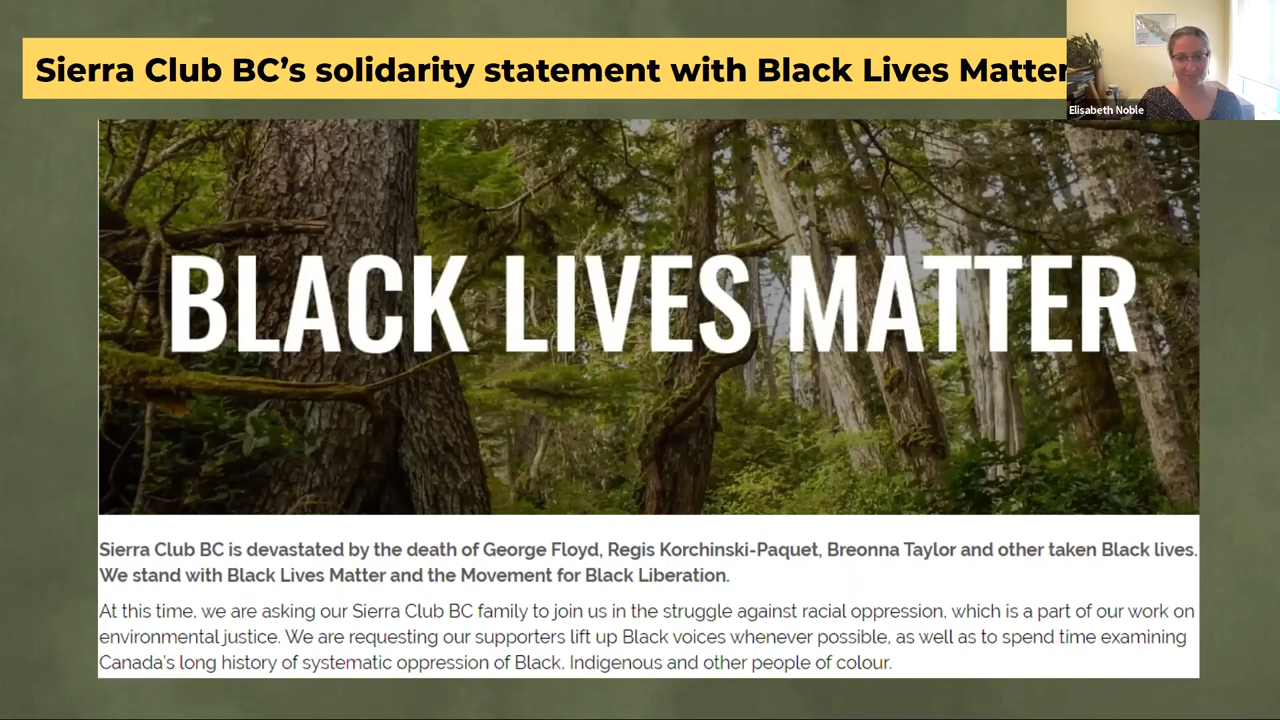 Sierra Club BC’s solidarity statement with Black Lives Matter
Elisabeth Noble
BLACK LIVES MATTER
Sierra Club BC is devastated by the death of George Floyd, Regis Korchinski-Paquet, Breonna Taylor and other taken Black lives.
We stand with Black Lives Matter and the Movement for Black Liberation.
At this time, we are asking our Sierra Club BC family to join us in the struggle against racial oppression, which is a part of our work on
environmental justice. We are requesting our supporters lift up Black voices whenever possible, as well as to spend time examining
Canada’s long history of systematic oppression of Black, Indigenous and other people of colour.